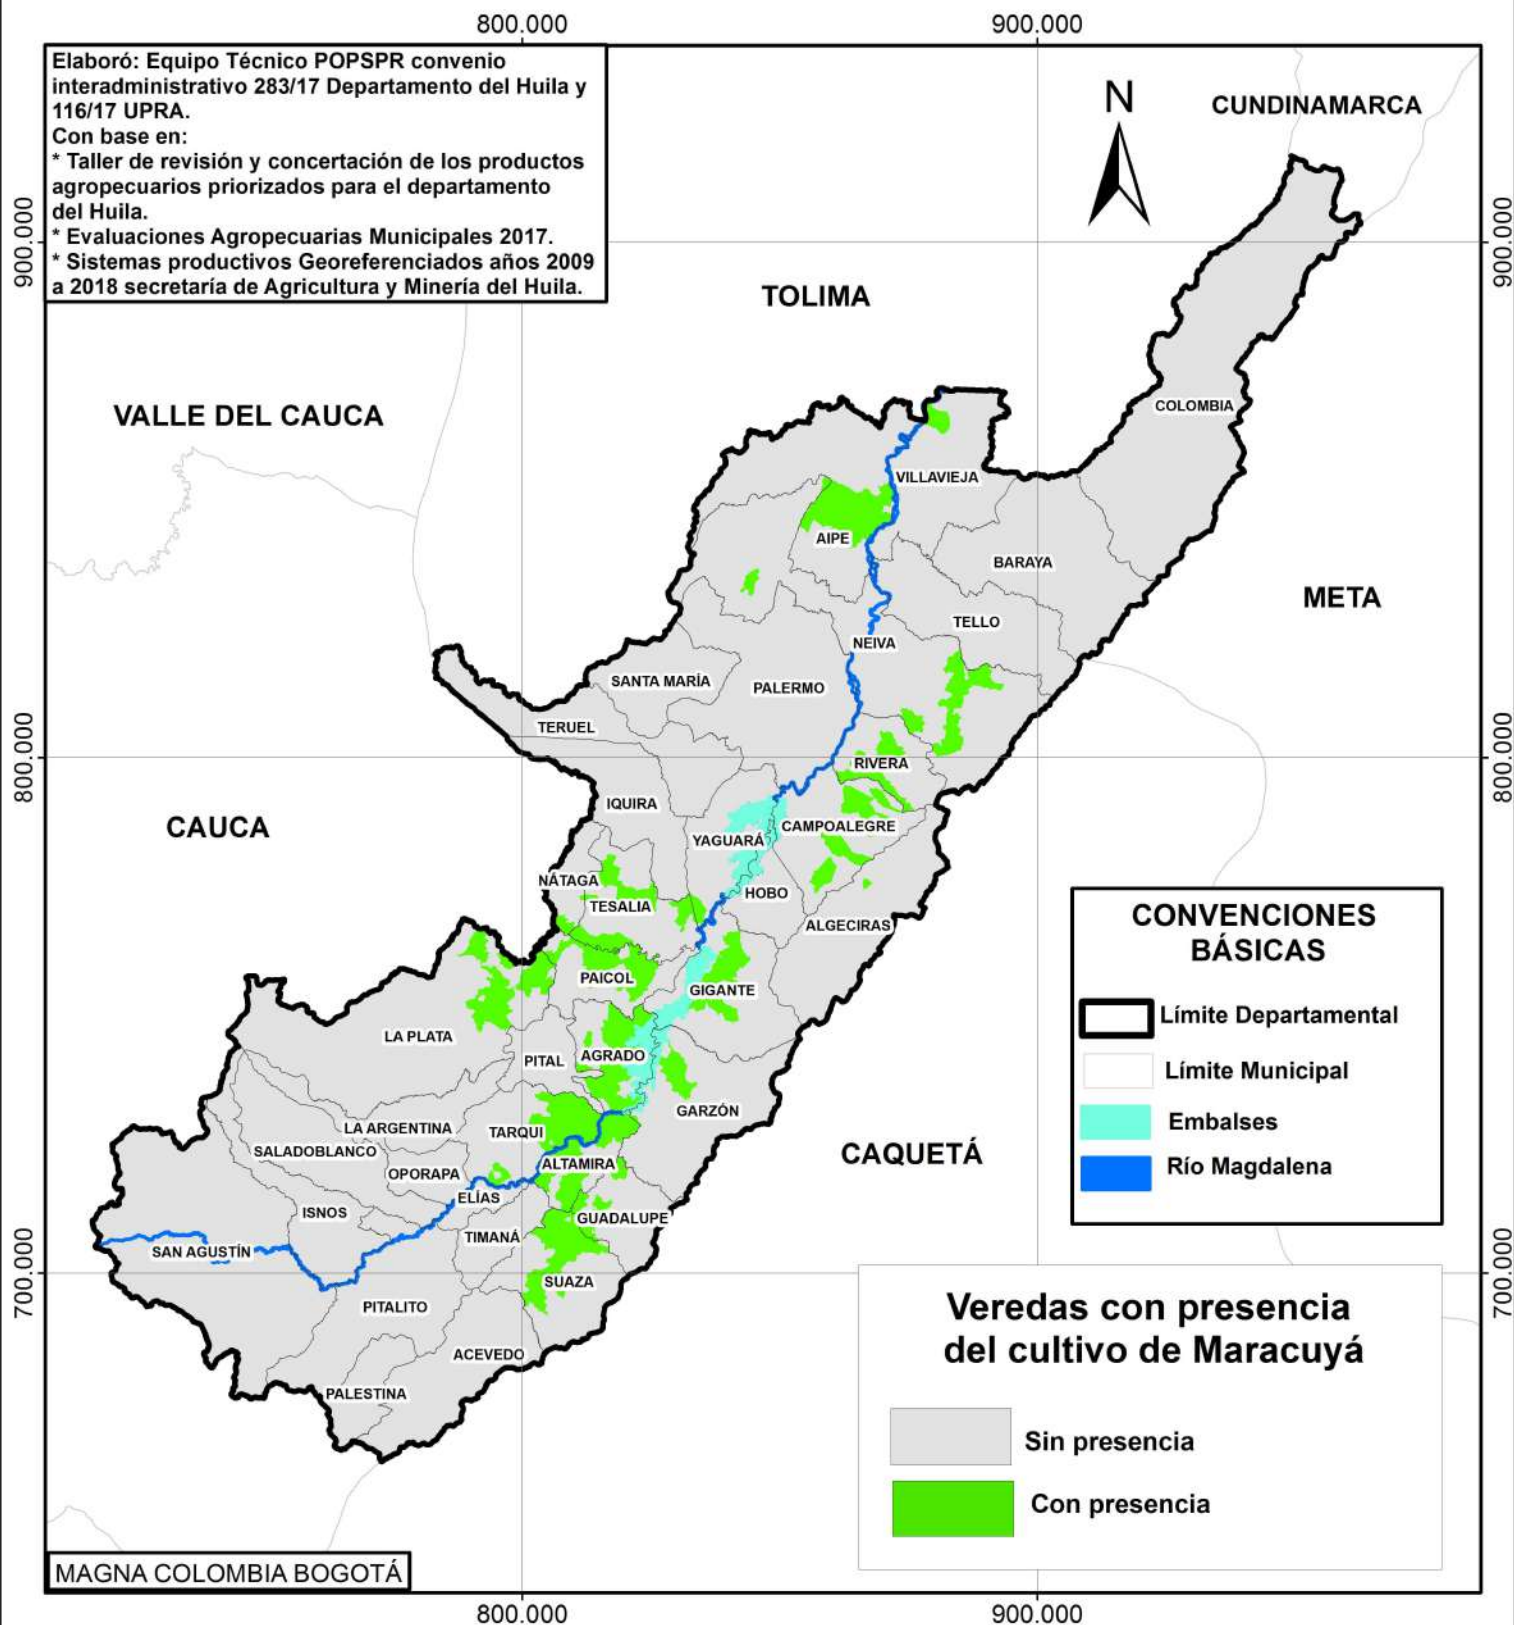 800.000
900.000
Elaboró: Equipo Técnico POPSPR convenio
interadministrativo 283/17 Departamento del Huila y
116/17 UPRA.
Con base en:
* Taller de revisión y concertación de los productos
agropecuarios priorizados para el departamento
del Huila.
* Evaluaciones Agropecuarias Municipales 2017.
* Sistemas productivos Georeferenciados años 2009
a 2018 secretaría de Agricultura y Minería del Huila.
N
CUNDINAMARCA
900.000
900.000
TOLIMA
VALLE DEL CAUCA
COLOMBIA
VILLAVIEJA
AIPE
BARAYA
META
TELLO
NEIVA
SANTA MARÍA
PALERMO
TERUEL
800.000
800.000
RIVERA
IQUIRA
CAUCA
CAMPOALEGRE
YAGUARÁ
NÁTAGA
HOBO
TESALIA
ALGECIRAS
PAICOL
GIGANTE
LA PLATA
PITAL
AGRADO
GARZÓN
LA ARGENTINA
TARQUI
SALADOBLANCO
CAQUETÁ
ALTAMIRA
OPORAPA
ELÍAS
ISNOS
GUADALUPE
TIMANÁ
SAN AGUSTÍN
SUAZA
PITALITO
ACEVEDO
PALESTINA
700.000
700.000
CONVENCIONES
BÁSICAS
Límite Departamental
Límite Municipal
Embalses
Río Magdalena
Veredas con presencia
del cultivo de Maracuyá
Sin presencia
Con presencia
MAGNA COLOMBIA BOGOTÁ
800.000
900.000